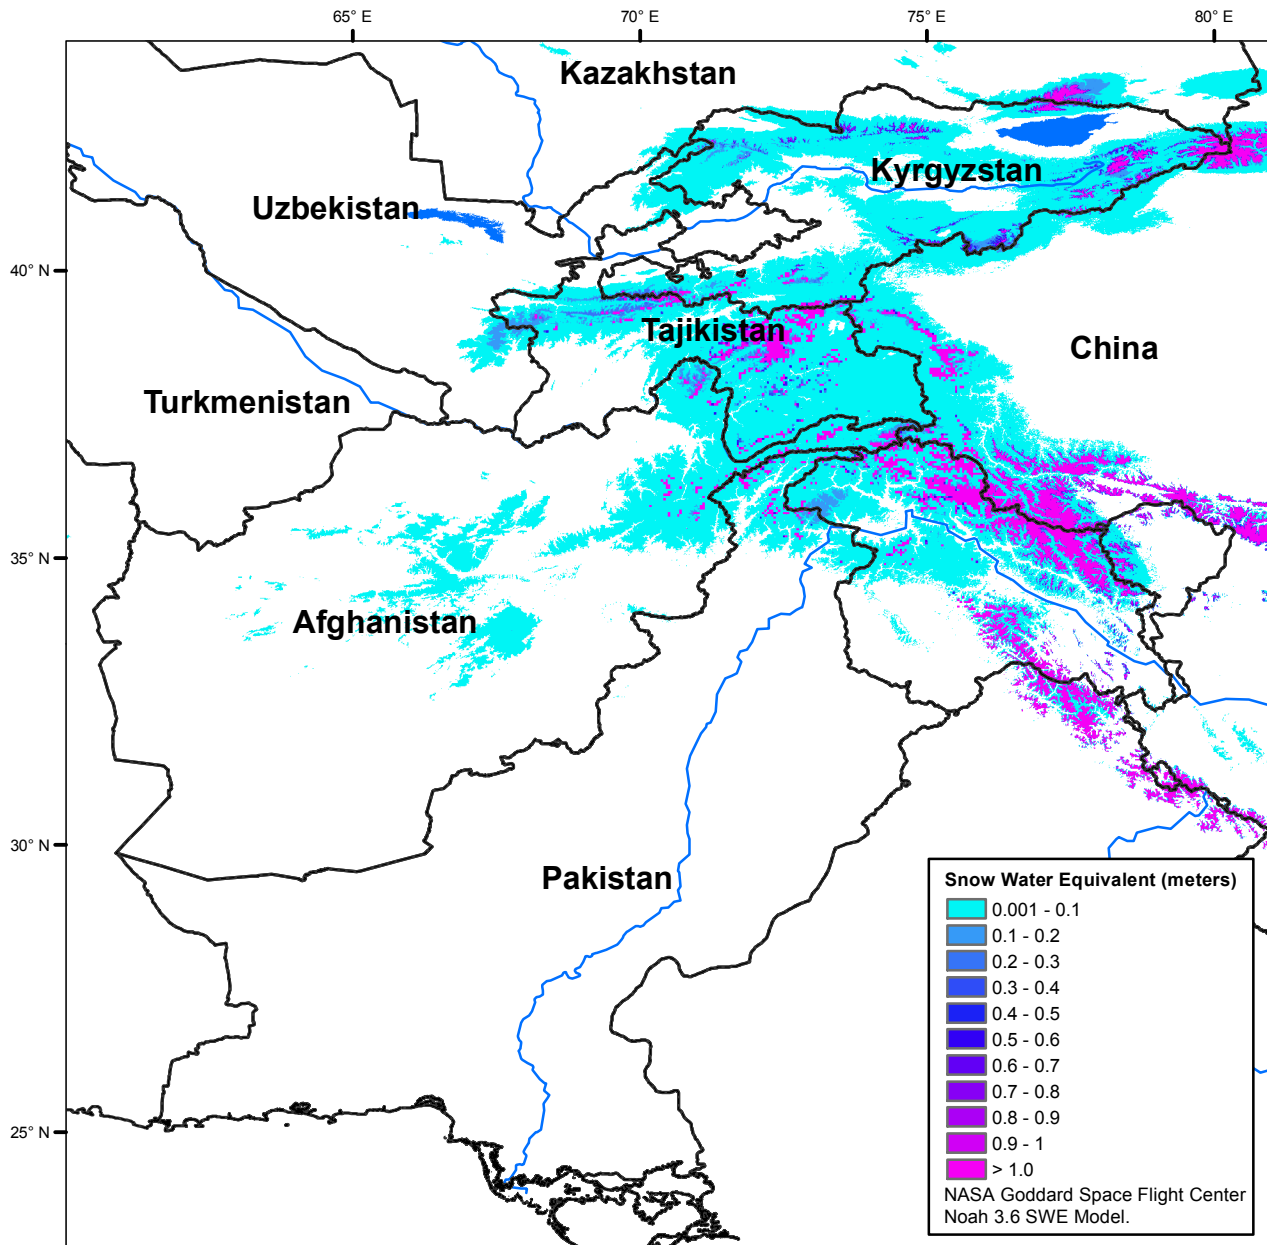 65° E
70° E
75° E
80° E
Kazakhstan
Kyrgyzstan
Uzbekistan
40° N
Tajikistan
China
Turkmenistan
35° N
Afghanistan
30° N
Pakistan
25° N
Snow Water Equivalent (meters)
0.001 - 0.1
0.1 - 0.2
0.2 - 0.3
0.3 - 0.4
0.4 - 0.5
0.5 - 0.6
0.6 - 0.7
0.7 - 0.8
0.8 - 0.9
0.9 - 1
> 1.0
NASA Goddard Space Flight Center
Noah 3.6 SWE Model.